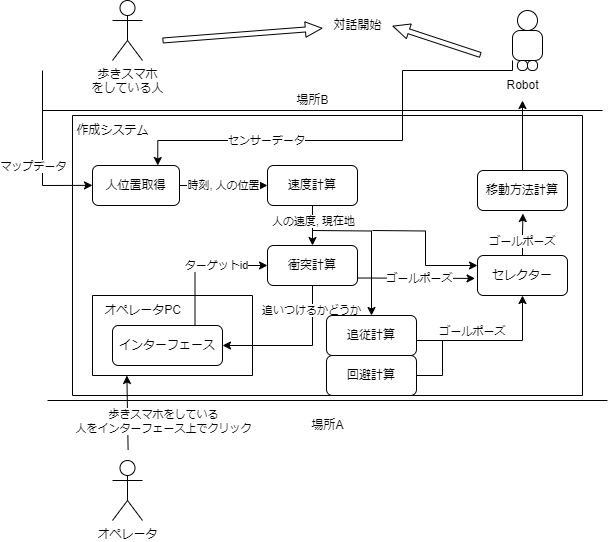 対話開始
歩きスマホ
をしている人
Robot
場所B
作成システム
センサーデータ
マップデータ
人位置取得
時刻, 人の位置
速度計算
移動方法計算
人の速度, 現在地
ゴールポーズ
ターゲットid
衝突計算
ゴールポーズ
セレクター
オペレータPC
追いつけるかどうか
インターフェース
追従計算
ゴールポーズ
回避計算
歩きスマホをしている
人をインターフェース上でクリック
場所A
オペレータ